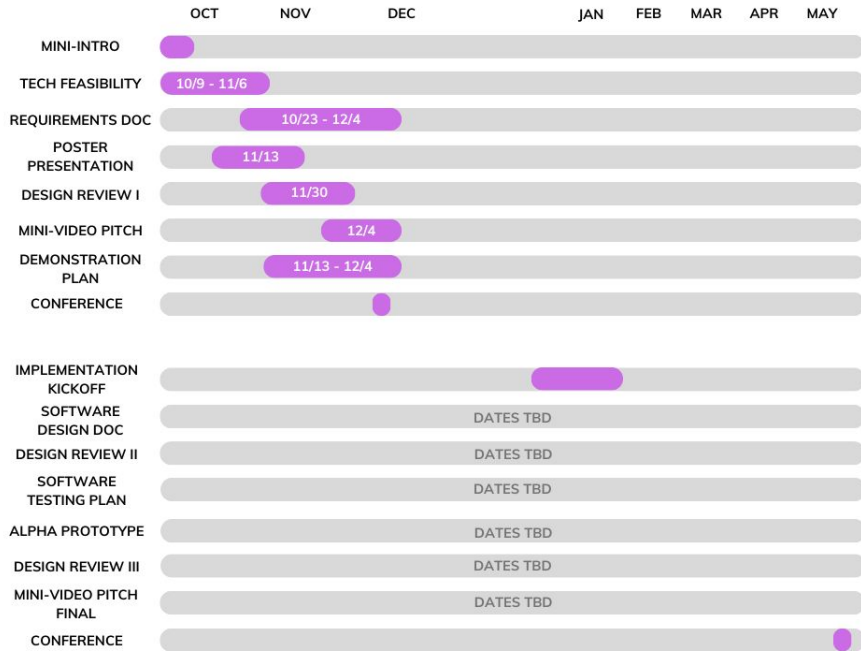 OCT NOV DEC JAN FEB MAR APR MAY
MINI-INTRO
TECH FEASIBILITY 10/9 - 11/6
REQUIREMENTS DOC 10/23 - 12/4
POSTER
PRESENTATION 11/13
DESIGN REVIEW I 11/30
MINI-VIDEO PITCH 12/4
DEMONSTRATION
PLAN 11/13 - 12/4
CONFERENCE
IMPLEMENTATION
KICKOFF
SOFTWARE
DESIGN DOC DATES TBD
DESIGN REVIEW II DATES TBD
SOFTWARE
TESTING PLAN DATES TBD
ALPHA PROTOTYPE DATES TBD
DESIGN REVIEW III DATES TBD
MINI-VIDEO PITCH
FINAL DATES TBD
CONFERENCE